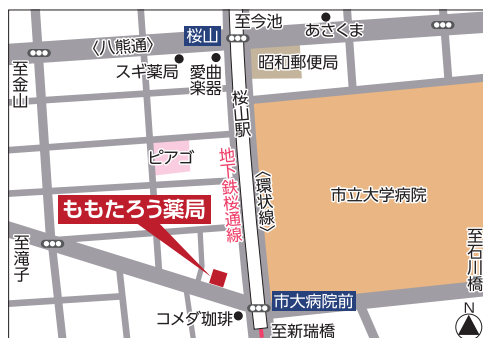 至今池
あさくま
〈八熊通〉
桜山
昭和郵便局
スギ薬局
愛曲
楽器
至金山
桜山駅
ピアゴ
地下鉄桜通線
〈環状線〉
市立大学病院
ももたろう薬局
至滝子
至石川橋
市大病院前
コメダ珈琲
至新瑞橋
N